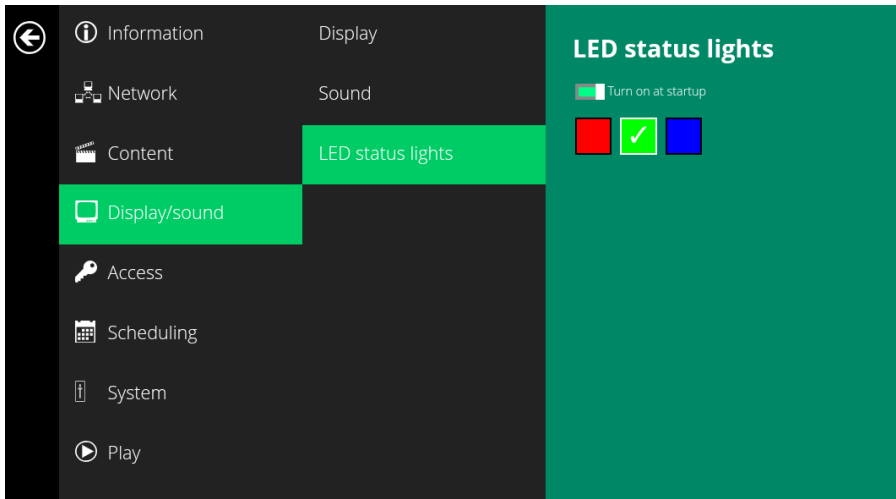 Information
Network
Content
Display/sound
Access
Scheduling
System
Play
Display
Sound
LED status lights
LED status lights
Turn on at startup